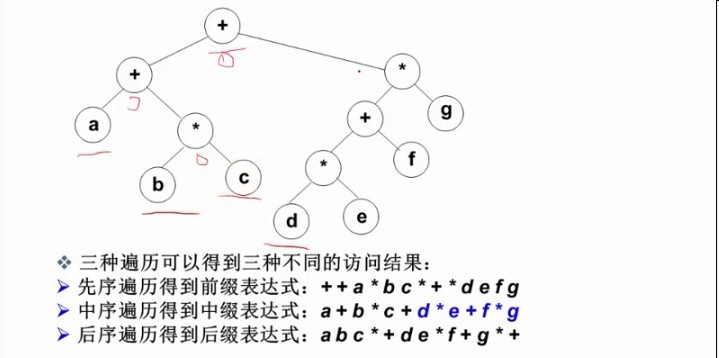 +
+
*
a
*
+
g
b
c
*
f
d
e
三种遍历可以得到三种不同的访问结果：
先序遍历得到前缀表达式：+ + a * b c * + * d e f g
中序遍历得到中缀表达式：a + b * c + d * e + f * g
后序遍历得到后缀表达式：a b c * + d e * f + g * +